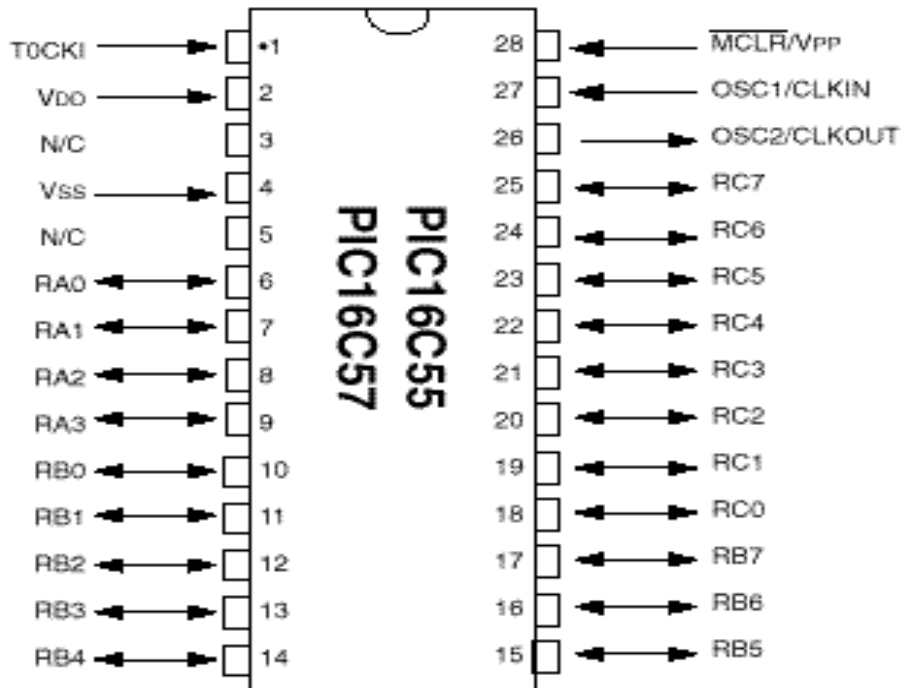 T0CKI •1 28 MCLR/VPP
VDD 2 27 OSC1/CLKIN
N/C 3 26 OSC2/CLKOUT
VSS 4 25 RC7
N/C 5 24 RC6
RA0 6 23 RC5
RA1 7 22 RC4
RA2 8 21 RC3
RA3 9 20 RC2
RB0 10 19 RC1
RB1 11 18 RC0
RB2 12 17 RB7
RB3 13 16 RB6
RB4 14 15 RB5
PIC16C55
PIC16C57